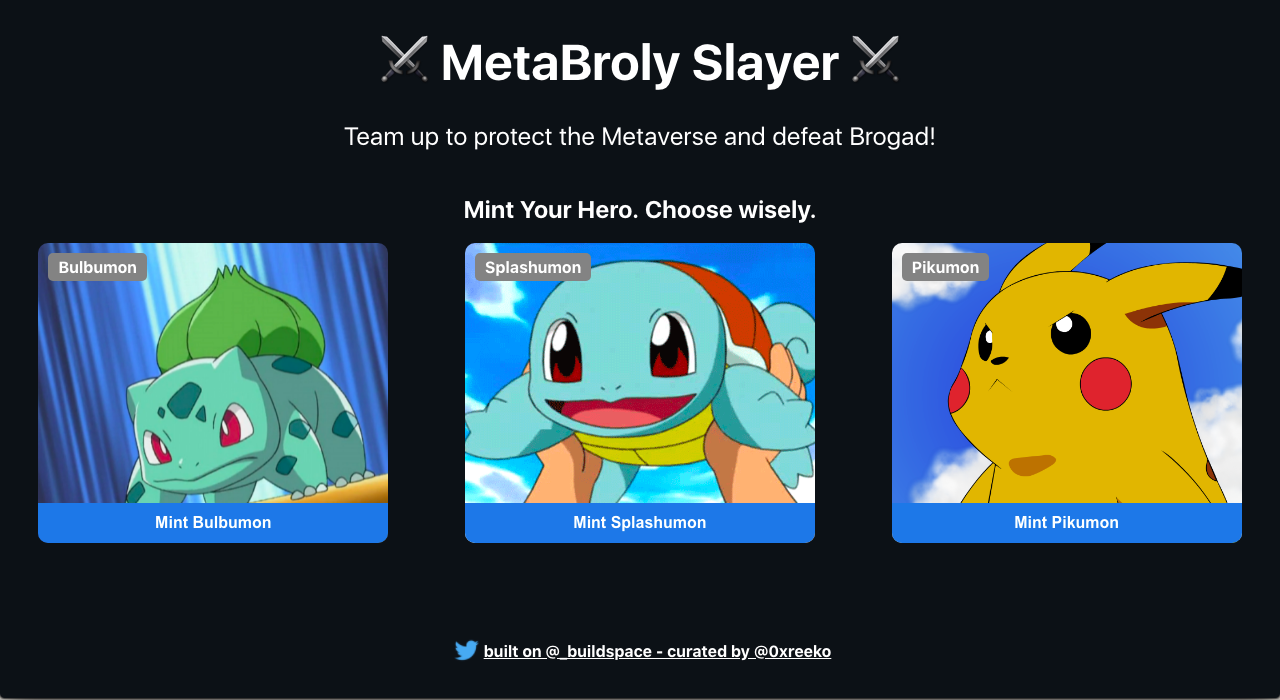 ⚔️ MetaBroly Slayer ⚔️
Team up to protect the Metaverse and defeat Brogad!
Mint Your Hero. Choose wisely.
Bulbumon
Splashumon
Pikumon
Mint Bulbumon
Mint Splashumon
Mint Pikumon
built on @_buildspace - curated by @0xreeko